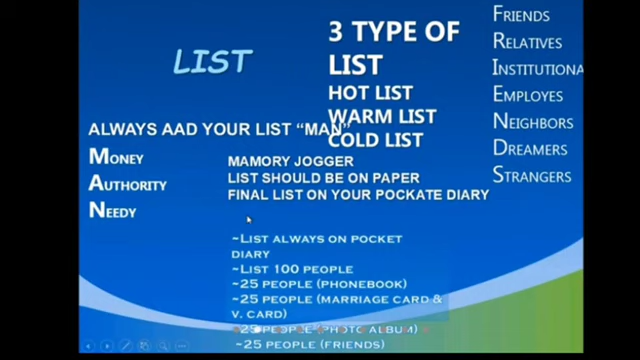 LIST
3 TYPE OF
LIST
HOT LIST
WARM LIST
COLD LIST
FRIENDS
RELATIVES
INSTITUTIONA
EMPLOYES
NEIGHBORS
DREAMERS
STRANGERS
ALWAYS AAD YOUR LIST “MAN”
MONEY
AUTHORITY
NEEDY
MAMORY JOGGER
LIST SHOULD BE ON PAPER
FINAL LIST ON YOUR POCKATE DIARY
~LIST ALWAYS ON POCKET
DIARY
~LIST 100 PEOPLE
~25 PEOPLE (PHONEBOOK)
~25 PEOPLE (MARRIAGE CARD &
V. CARD)
~25 PEOPLE (PHOTO ALBUM)
~25 PEOPLE (FRIENDS)